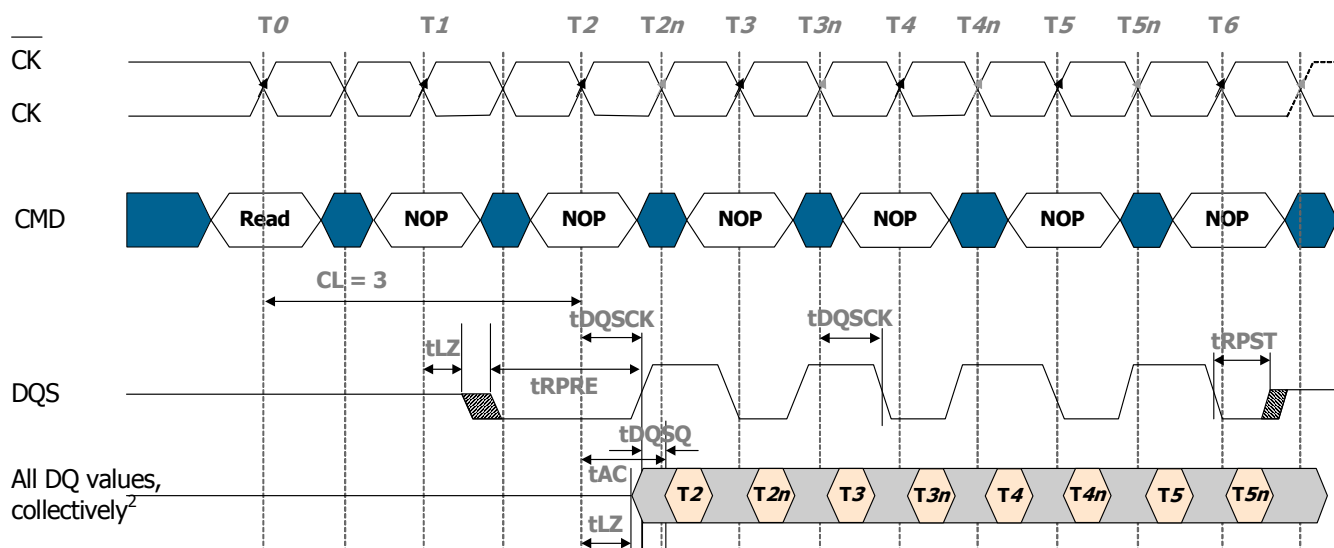 T0 T1 T2 T2n T3 T3n T4 T4n T5 T5n T6
CK
CK
CMD
Read NOP NOP NOP NOP NOP NOP
CL = 3
tDQSCK tDQSCK
tLZ tRPST
tRPRE
DQS
tDQSQ
tAC
All DQ values,
collectively2
T2 T2n T3 T3n T4 T4n T5 T5n
tLZ